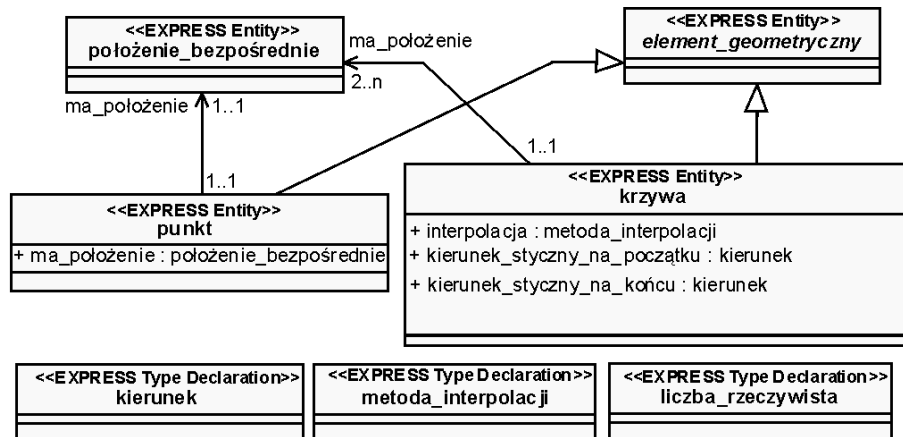 <<EXPRESS Entity>>
położenie_bezpośrednie
ma_położenie
2..n
<<EXPRESS Entity>>
element_geometryczny
ma_położenie
1..1
1..1
1..1
<<EXPRESS Entity>>
punkt
+ ma_położenie : położenie_bezpośrednie
<<EXPRESS Entity>>
krzywa
+ interpolacja : metoda_interpolacji
+ kierunek_styczny_na_początku : kierunek
+ kierunek_styczny_na_końcu : kierunek
<<EXPRESS Type Declaration>>
kierunek
<<EXPRESS Type Declaration>>
metoda_interpolacji
<<EXPRESS Type Declaration>>
liczba_rzeczywista